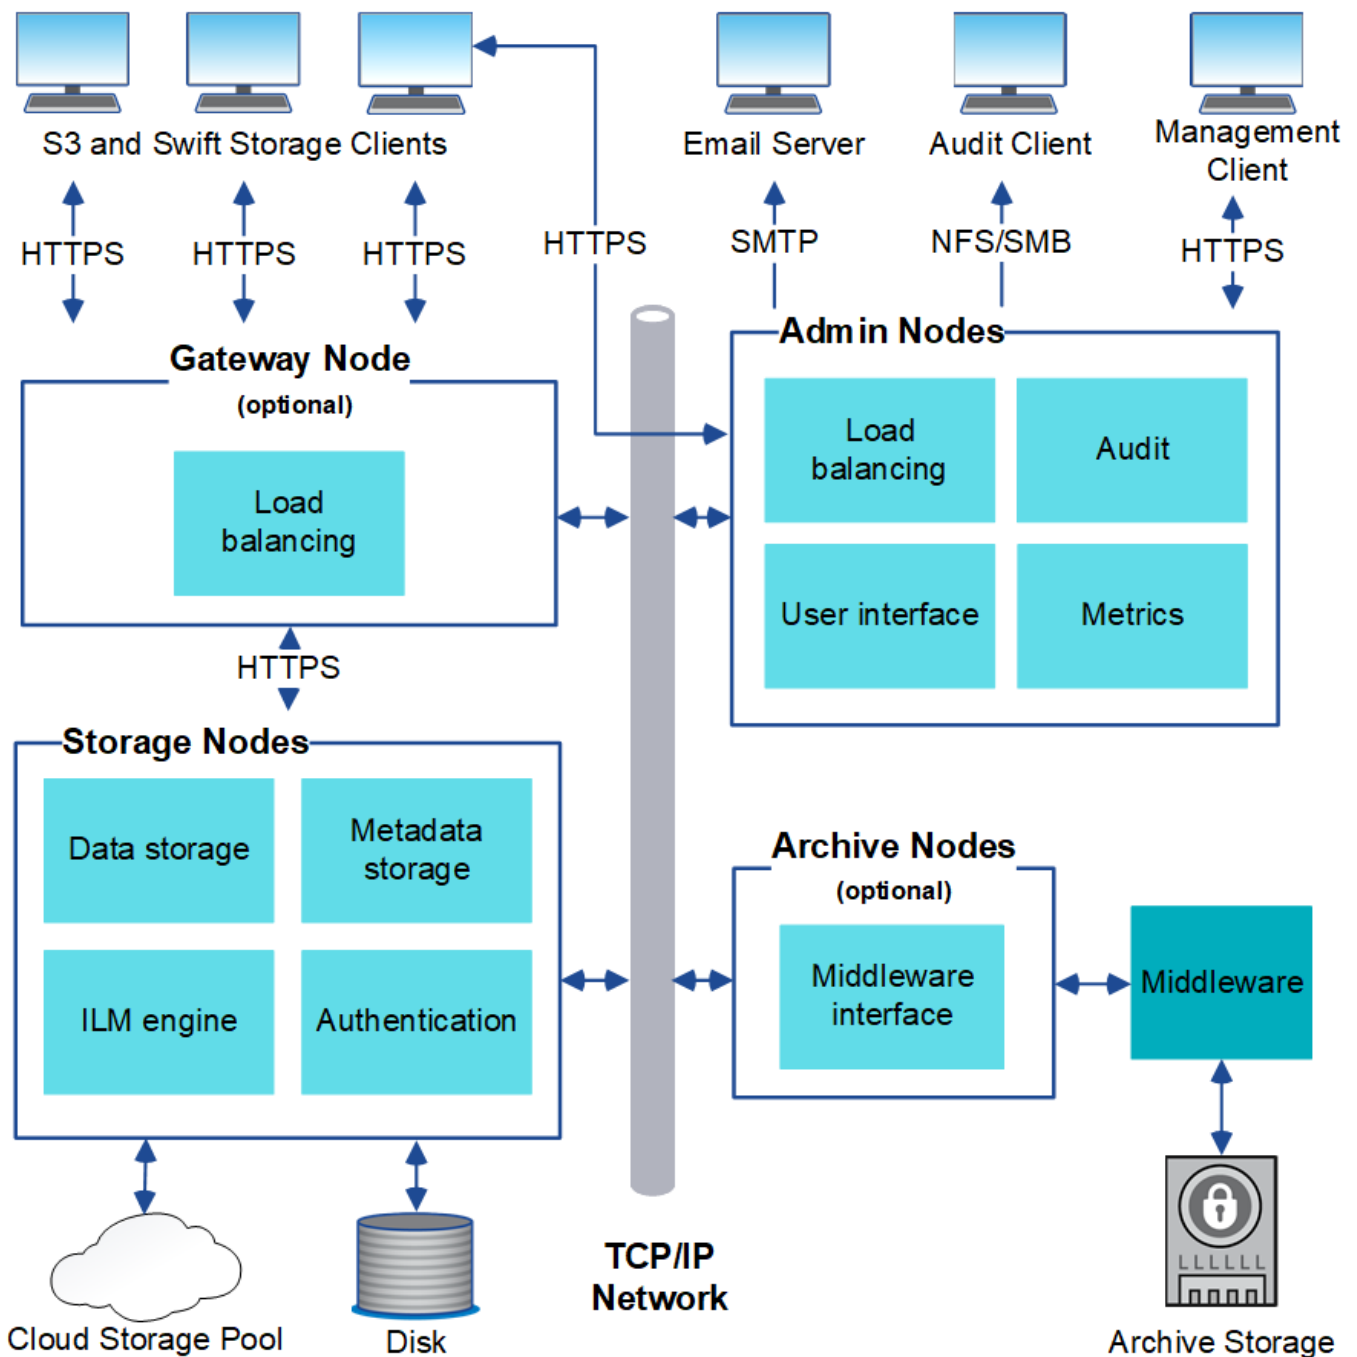 S3 and Swift Storage Clients
Email Server
Audit Client
Management
Client
HTTPS
HTTPS
HTTPS
HTTPS
SMTP
NFS/SMB
HTTPS
Gateway Node
(optional)
Load
balancing
Admin Nodes
Load
balancing
Audit
User interface
Metrics
HTTPS
Storage Nodes
Data storage
Metadata
storage
ILM engine
Authentication
Archive Nodes
(optional)
Middleware
interface
Middleware
TCP/IP
Network
LLLLLL
Cloud Storage Pool
Disk
Archive Storage